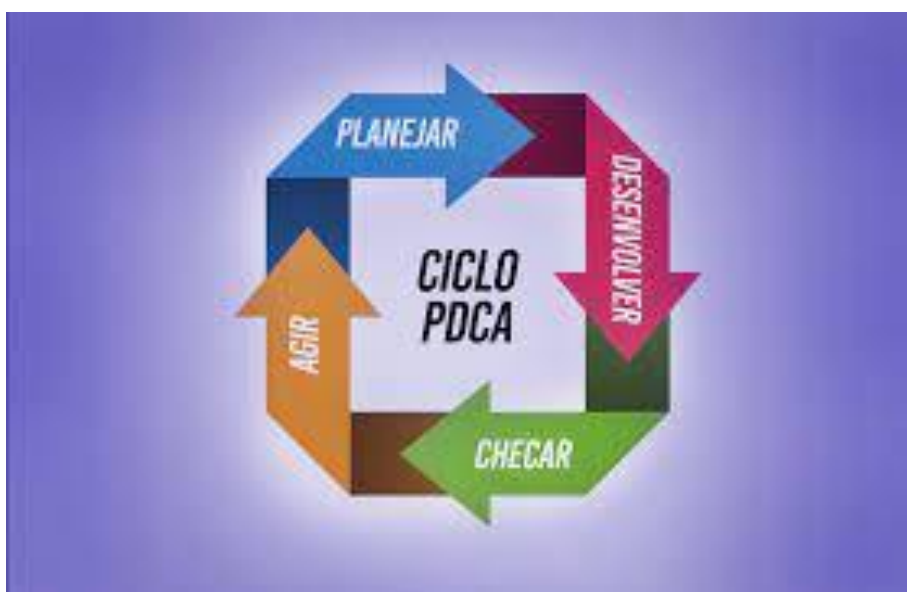 PLANEJAR
DESENVOLVER
CICLO
PDCA
CHECAR
AGIR